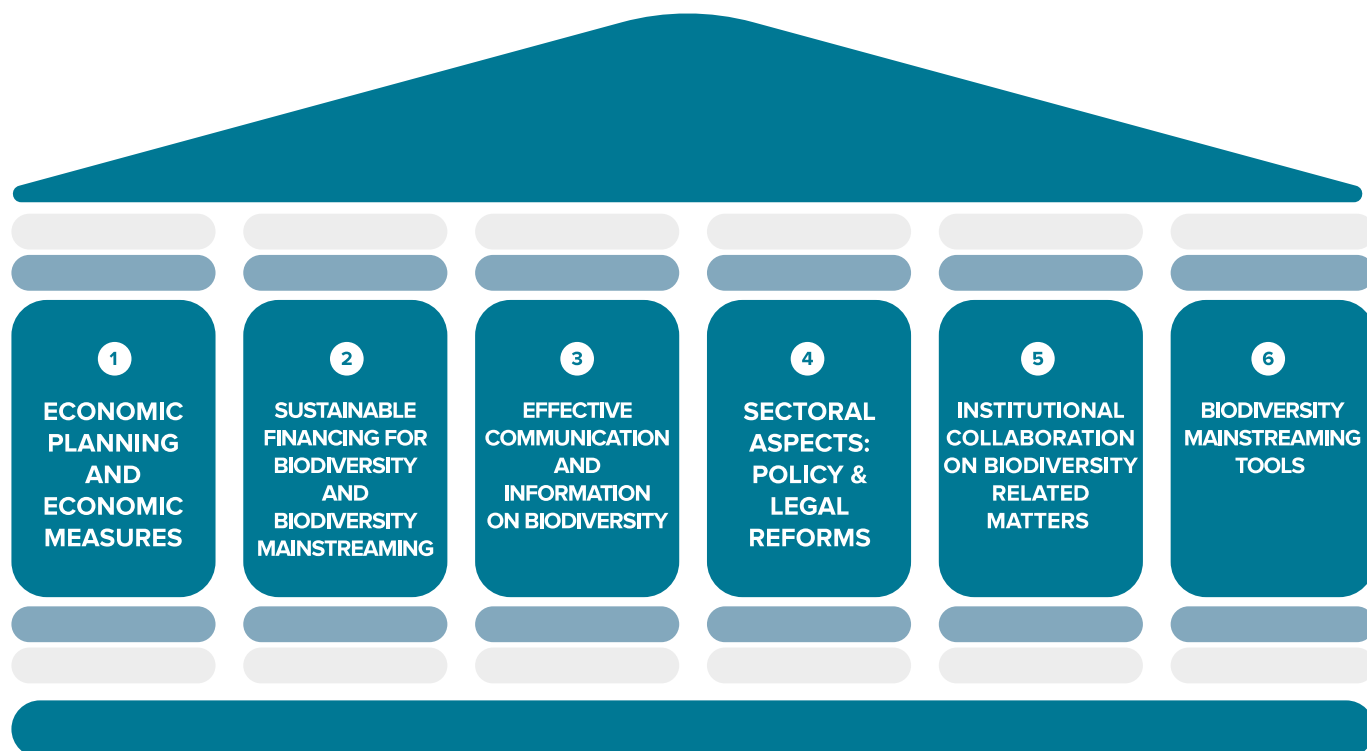 1
ECONOMIC
PLANNING
AND
ECONOMIC
MEASURES
2
SUSTAINABLE
FINANCING FOR
BIODIVERSITY
AND
BIODIVERSITY
MAINSTREAMING
3
EFFECTIVE
COMMUNICATION
AND
INFORMATION
ON BIODIVERSITY
4
SECTORAL
ASPECTS:
POLICY &
LEGAL
REFORMS
5
INSTITUTIONAL
COLLABORATION
ON BIODIVERSITY
RELATED
MATTERS
6
BIODIVERSITY
MAINSTREAMING
TOOLS